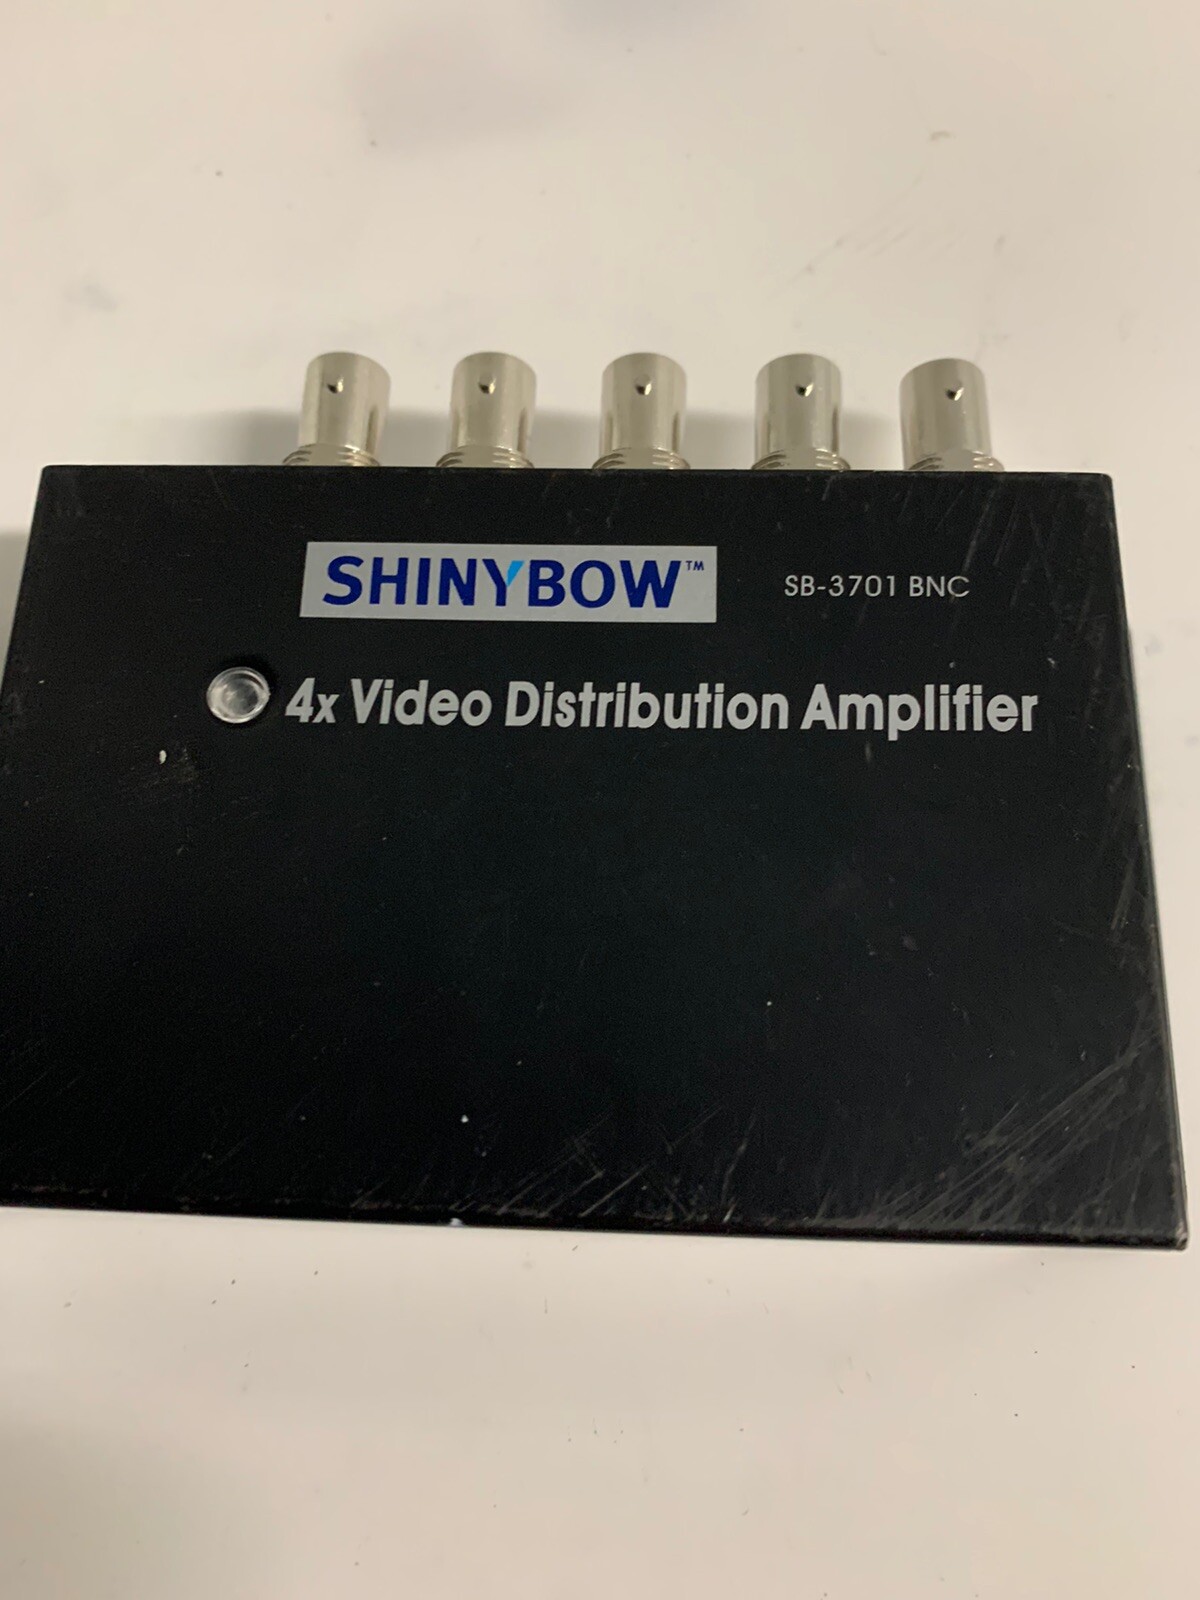 SHINYBOW™
SB-3701 BNC
4x Video Distribution Amplifier